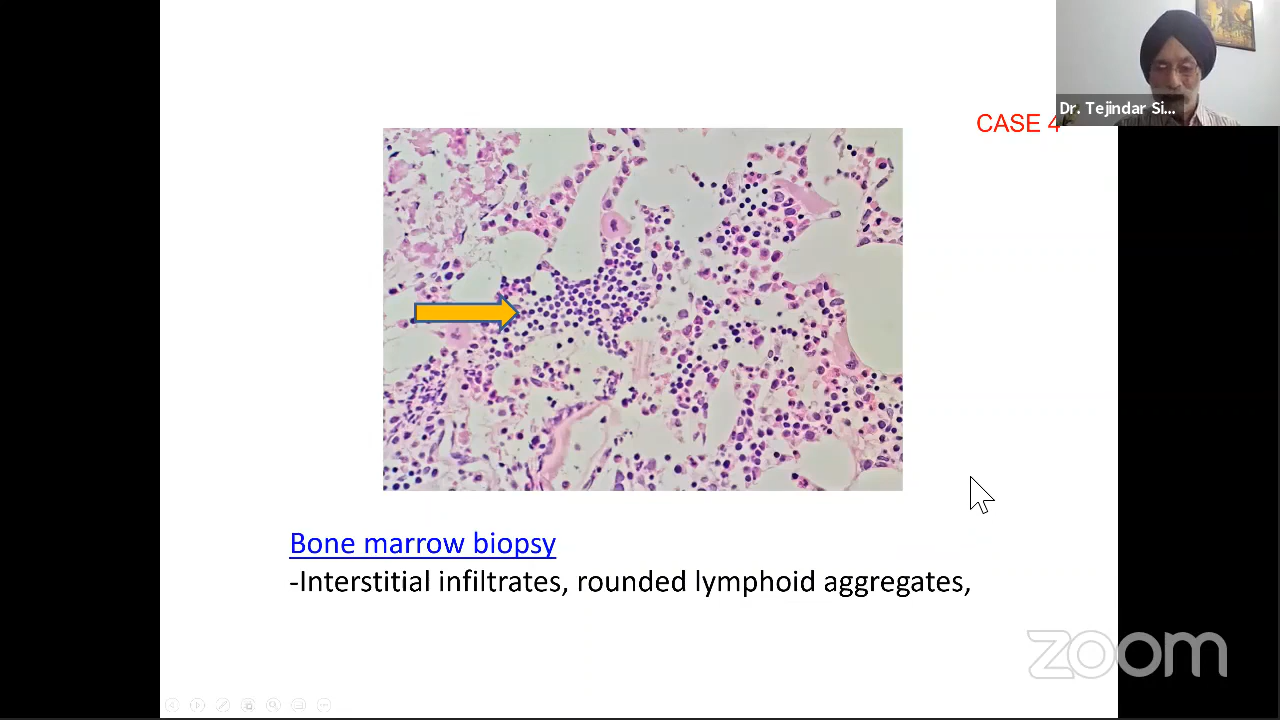 Dr. Tejindar Si...
CASE 4
Bone marrow biopsy
-Interstitial infiltrates, rounded lymphoid aggregates,
zoom